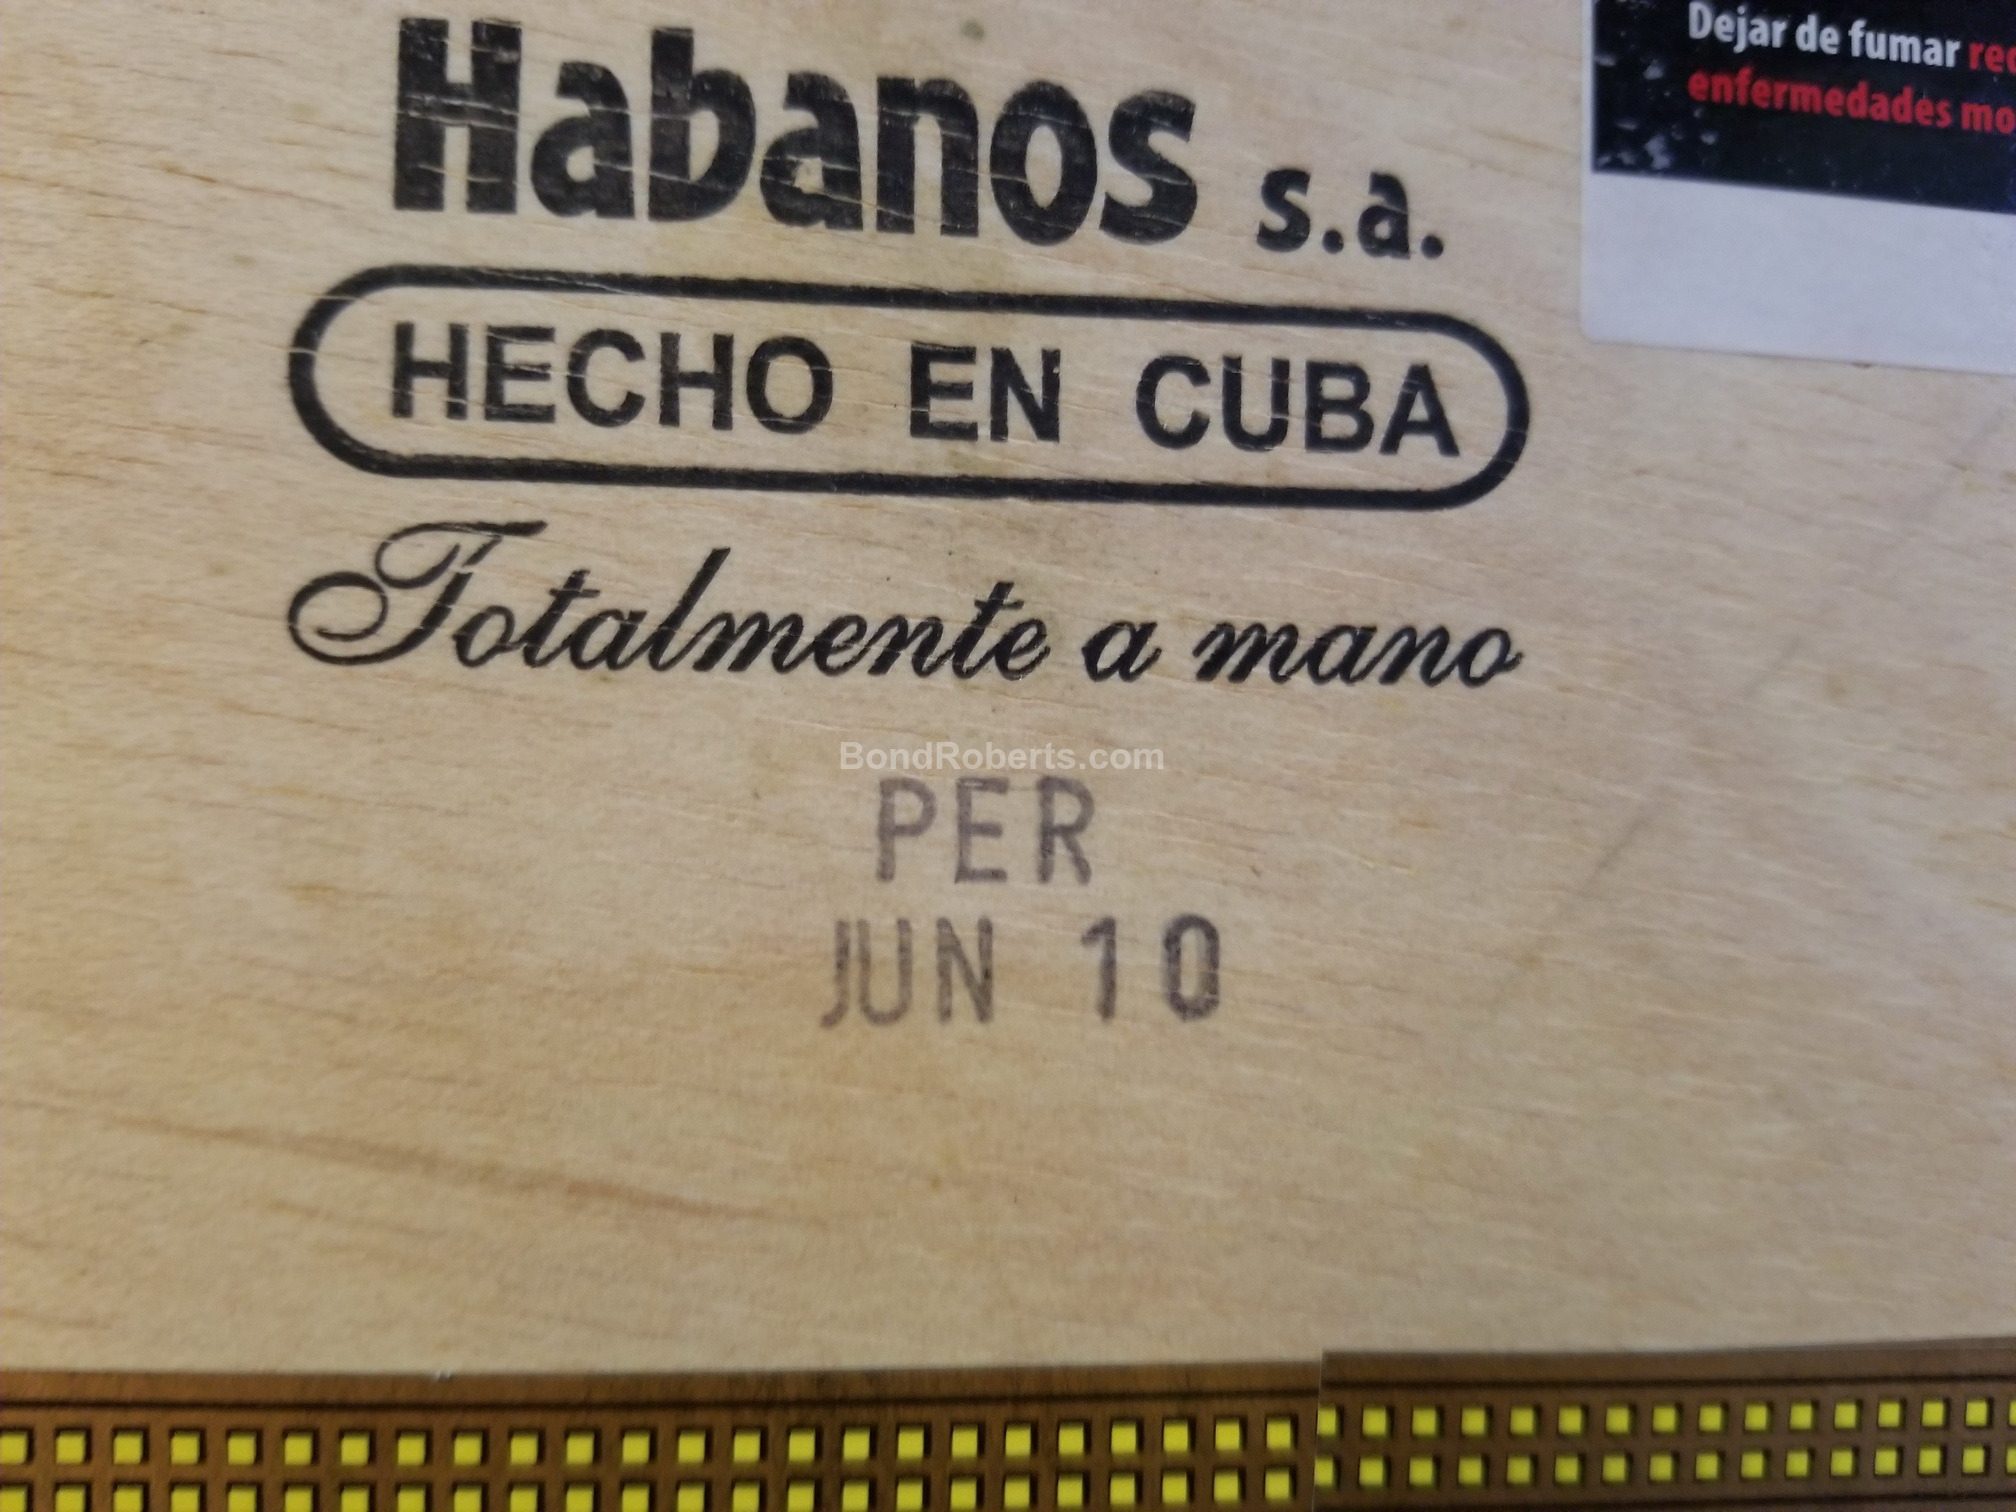 Dejar de fumar
enfermedades
Habanos s.a.
HECHO EN CUBA
Totalmente a mano
BondRoberts.com
PER
JUN 10